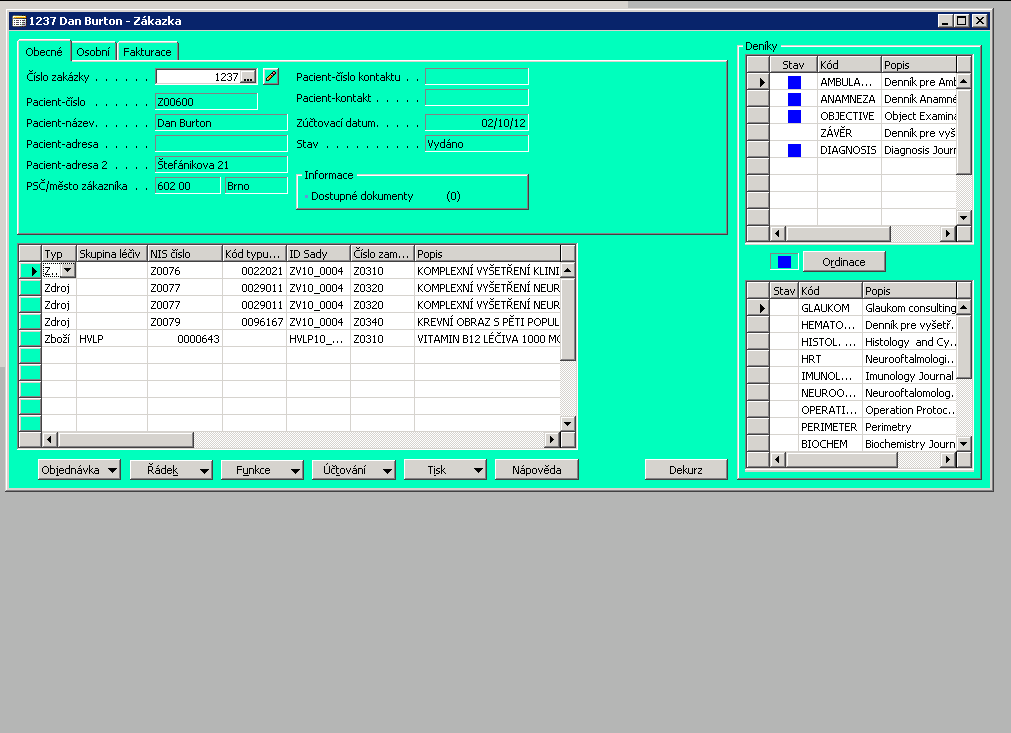 1237 Dan Burton - Zákazka
Obecné Osobní Fakturace
Číslo zakázky . . . . . . 1237 ...
Pacient-číslo . . . . . . Z00600
Pacient-název. . . . . . Dan Burton
Pacient-adresa . . . . .
Pacient-adresa 2 . . . . Štefánikova 21
PSČ/město zákazníka . . 602 00 Brno
Pacient-číslo kontaktu . .
Pacient-kontakt . . . . .
Zúčtovací datum. . . . . 02/10/12
Stav . . . . . . . . . . Vydáno
Informace
Dostupné dokumenty (0)
Typ Skupina léčiv NIS číslo Kód typu... ID Sady Číslo zam... Popis
Z... Z0076 0022021 ZV10_0004 Z0310 KOMPLEXNÍ VYŠETŘENÍ KLINI
Zdroj Z0077 0029011 ZV10_0004 Z0320 KOMPLEXNÍ VYŠETŘENÍ NEUR
Zdroj Z0077 0029011 ZV10_0004 Z0320 KOMPLEXNÍ VYŠETŘENÍ NEUR
Zdroj Z0079 0096167 ZV10_0004 Z0340 KREVNÍ OBRAZ S PĚTI POPUL
Zboží HVLP 0000643 HVLP10_... Z0310 VITAMIN B12 LÉČIVA 1000 MC
Objednávka Řádek Funkce Účtování Tisk Nápověda Dekurz
Deníky
Stav Kód Popis
AMBULA... Denník pre Amb
ANAMNEZA Denník Anamné
OBJECTIVE Object Examina
ZÁVĚR Denník pre vyš
DIAGNOSIS Diagnosis Jour
Ordinace
Stav Kód Popis
GLAUKOM Glaukom consulting
HEMATO... Denník pre vyšetř.
HISTOL. ... Histology and Cy..
HRT Neurooftalmologi..
IMUNOL... Imunology Journal
NEUROO... Neurooftalomolog.
OPERATI... Operation Protoc..
PERIMETER Perimetry
BIOCHEM Biochemistry Journ